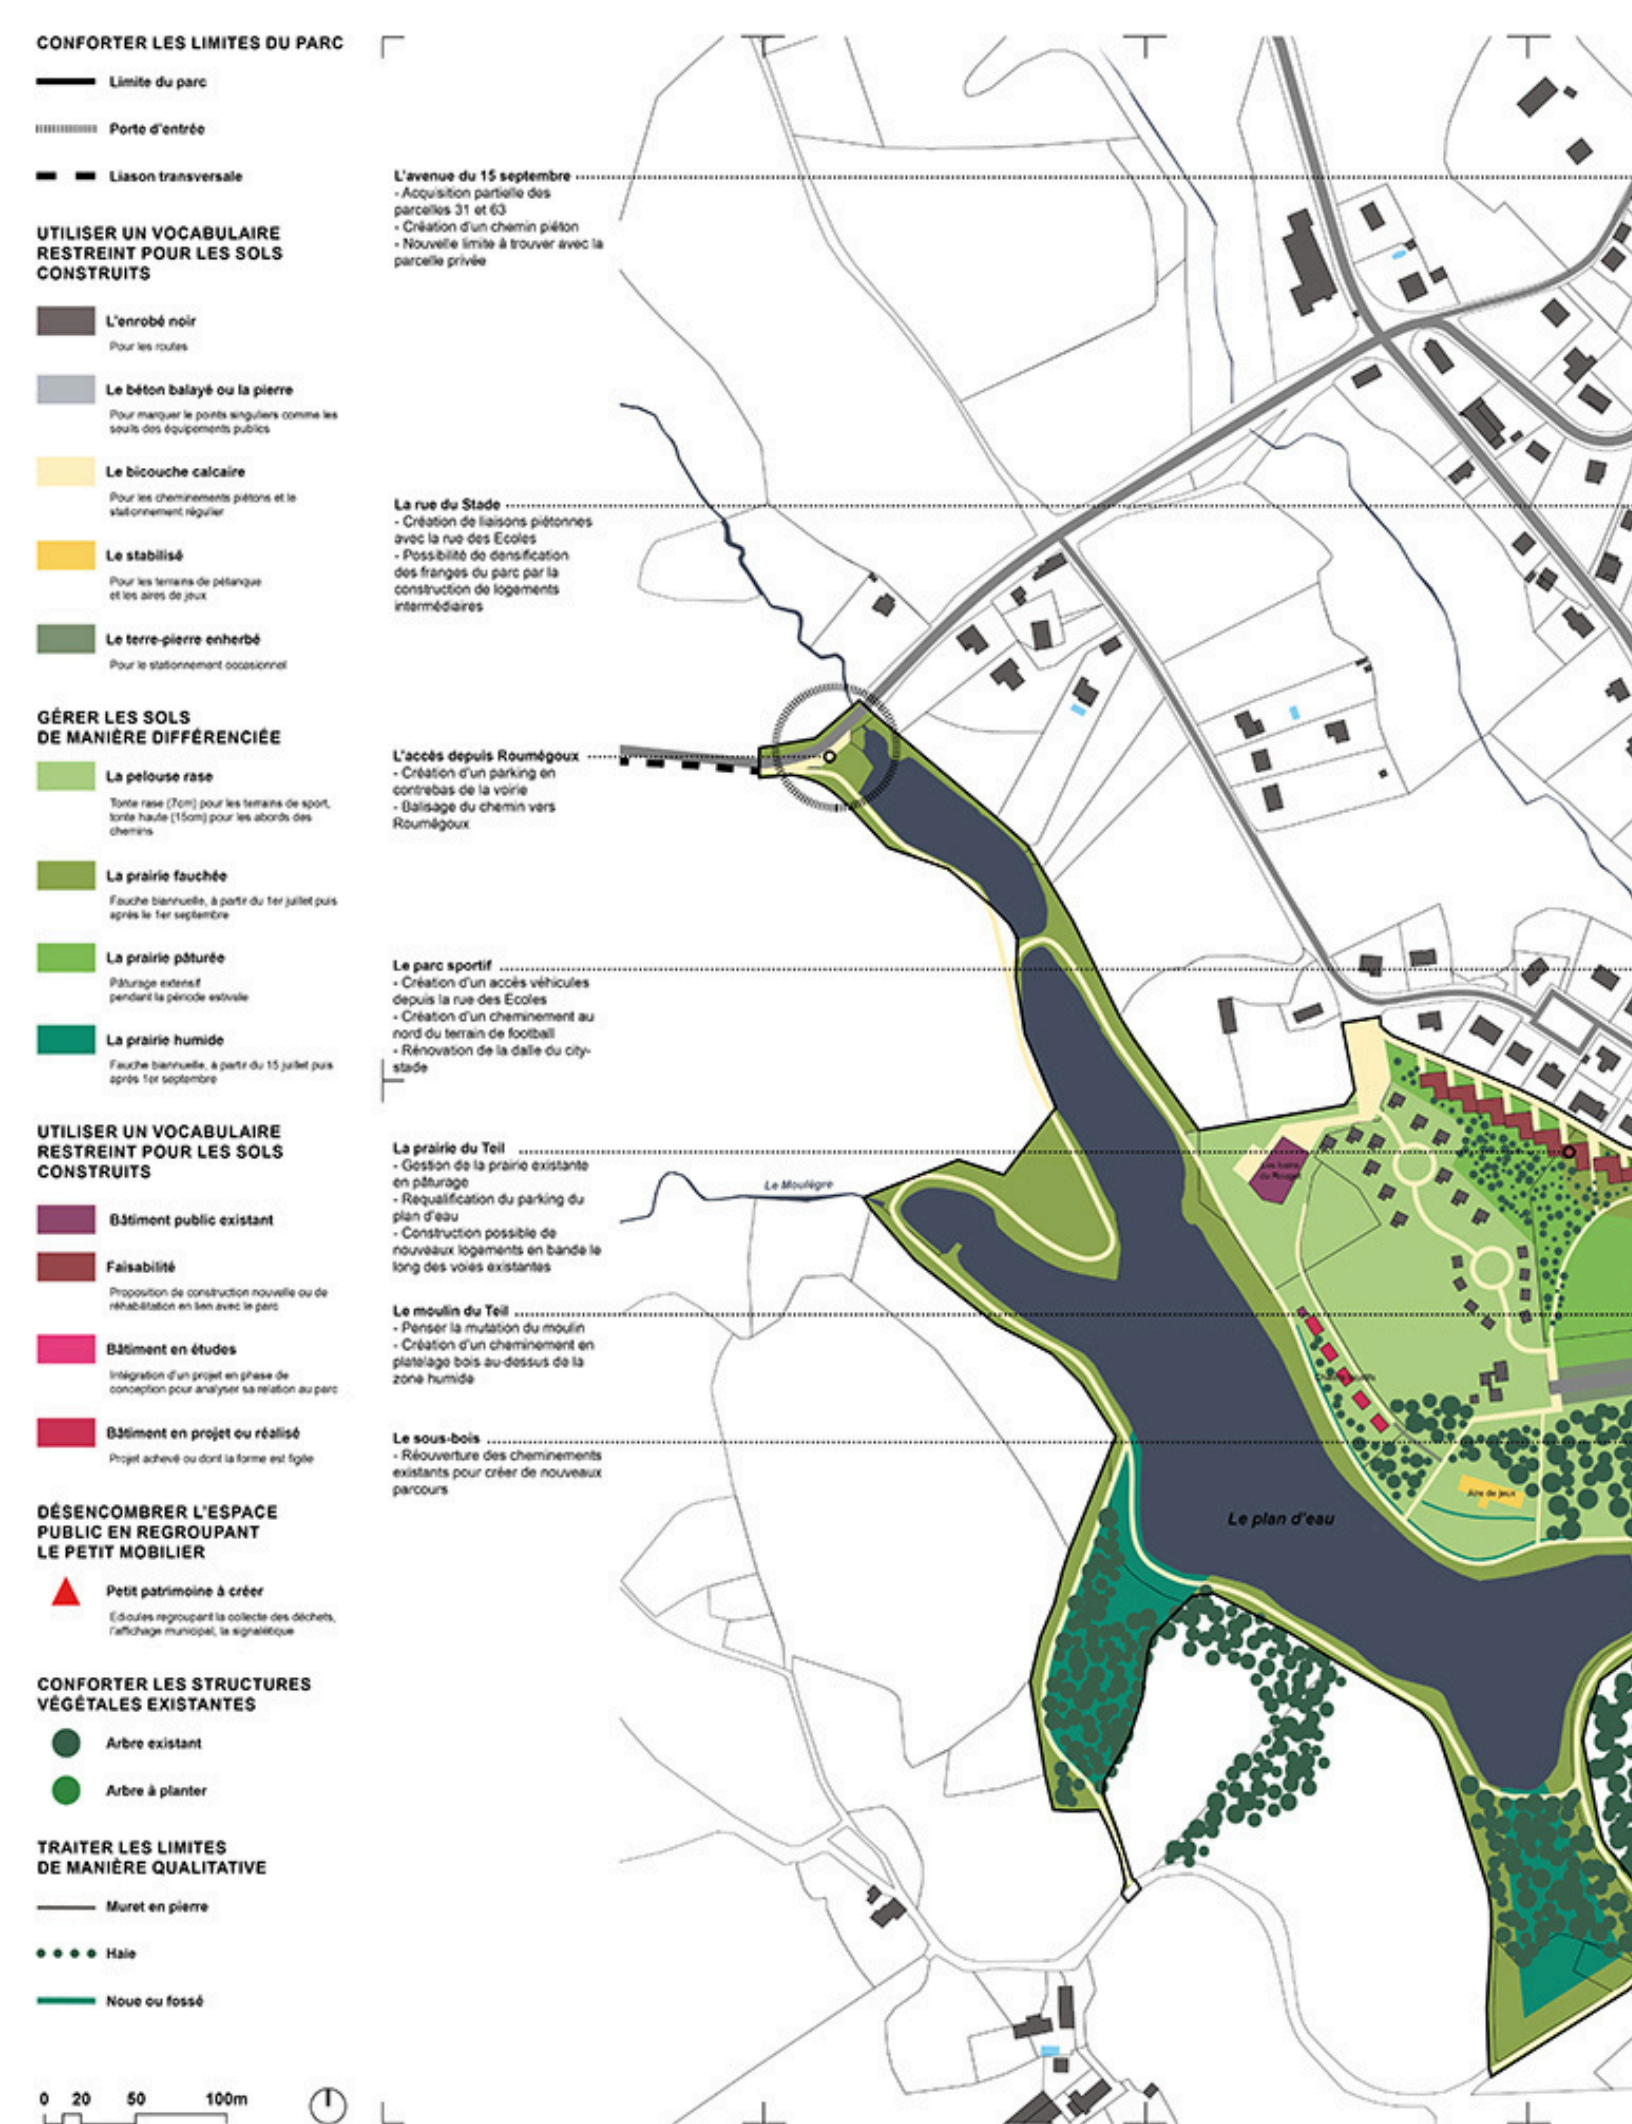 CONFORTER LES LIMITES DU PARC
Limite du parc
Porte d'entrée
Liason transversale
UTILISER UN VOCABULAIRE
RESTREINT POUR LES SOLS
CONSTRUITS
L'enrobé noir
Pour les routes
Le béton balayé ou la pierre
Pour marquer le points singuliers comme les
seuils des équipements publics
Le bicouche calcaire
Pour les cheminements piétons et le
stationnement régulier
Le stabilisé
Pour les terrains de pétanque
et les aires de jeux
Le terre-pierre enherbé
Pour le stationnement occasionnel
GÉRER LES SOLS
DE MANIÈRE DIFFÉRENCIÉE
La pelouse rase
Tonte rase (7cm) pour les terrains de sport,
tonte haute (15cm) pour les abords des
chemins
La prairie fauchée
Fauche biannuelle, à partir du 1er juillet puis
après le 1er septembre
La prairie pâturée
Pâturage extensif
pendant la période estivale
La prairie humide
Fauche biannuelle, à partir du 15 juillet puis
après 1er septembre
UTILISER UN VOCABULAIRE
RESTREINT POUR LES SOLS
CONSTRUITS
Bâtiment public existant
Faisabilité
Proposition de construction nouvelle ou de
réhabilitation en lien avec le parc
Bâtiment en études
Intégration d'un projet en phase de
conception pour analyser sa relation au parc
Bâtiment en projet ou réalisé
Projet achevé ou dont la forme est figée
DÉSENCOMBRER L'ESPACE
PUBLIC EN REGROUPANT
LE PETIT MOBILIER
Petit patrimoine à créer
Edicules regroupant la collecte des déchets,
l'affichage municipal, la signalétique
CONFORTER LES STRUCTURES
VÉGÉTALES EXISTANTES
Arbre existant
Arbre à planter
TRAITER LES LIMITES
DE MANIÈRE QUALITATIVE
Muret en pierre
Haie
Noue ou fossé
0 20 50 100m
L'avenue du 15 septembre
- Acquisition partielle des
parcelles 31 et 63
- Création d'un chemin piéton
- Nouvelle limite à trouver avec la
parcelle privée
La rue du Stade
- Création de liaisons piétonnes
avec la rue des Ecoles
- Possibilité de densification
des franges du parc par la
construction de logements
intermédiaires
L'accès depuis Roumégoux
- Création d'un parking en
contrebas de la voirie
- Balisage du chemin vers
Roumégoux
Le parc sportif
- Création d'un accès véhicules
depuis la rue des Ecoles
- Création d'un cheminement au
nord du terrain de football
- Rénovation de la dalle du city-
stade
La prairie du Teil
- Gestion de la prairie existante
en pâturage
- Requalification du parking du
plan d'eau
- Construction possible de
nouveaux logements en bande le
long des voies existantes
Le moulin du Teil
- Penser la mutation du moulin
- Création d'un cheminement en
platelage bois au-dessus de la
zone humide
Le sous-bois
- Réouverture des cheminements
existants pour créer de nouveaux
parcours
Le Moulègre
Le plan d'eau
Aire de jeux